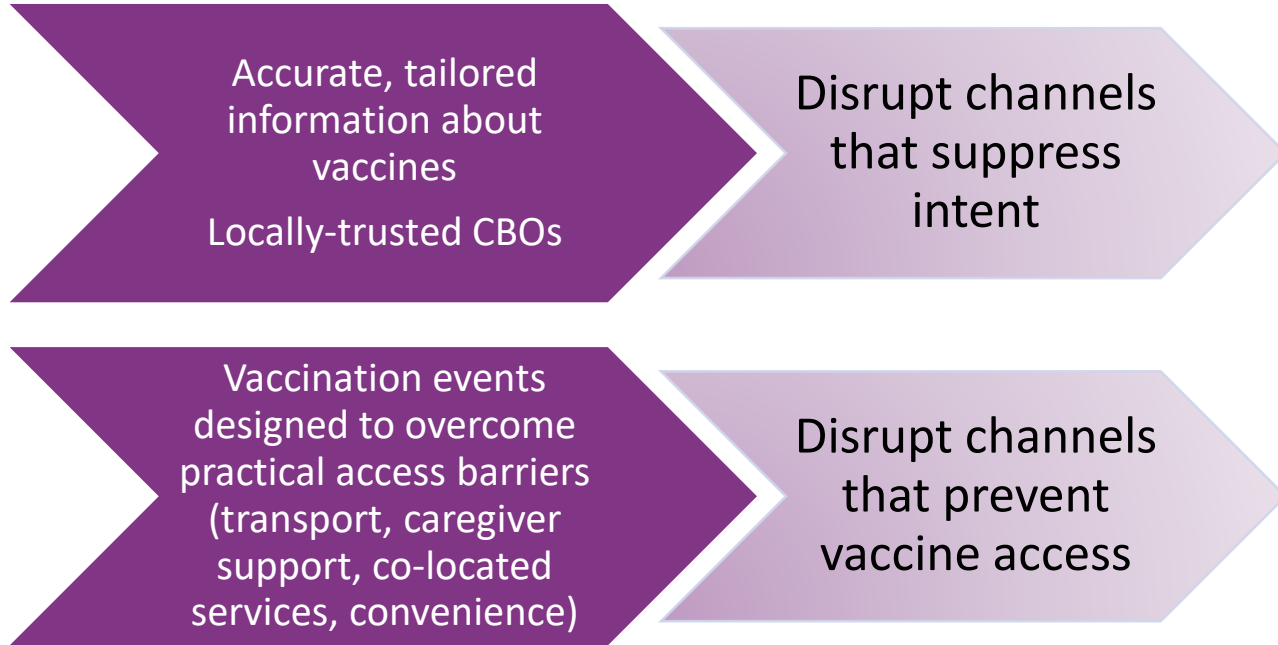 Accurate, tailored
information about
vaccines
Locally-trusted CBOs
Disrupt channels
that suppress
intent
Vaccination events
designed to overcome
practical access barriers
(transport, caregiver
support, co-located
services, convenience)
Disrupt channels
that prevent
vaccine access